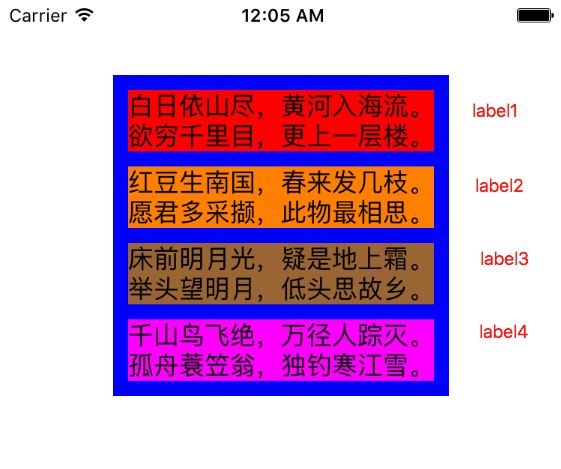 Carrier 12:05 AM
白日依山尽，黄河入海流。
欲穷千里目，更上一层楼。
label1
红豆生南国，春来发几枝。
愿君多采撷，此物最相思。
label2
床前明月光，疑是地上霜。
举头望明月，低头思故乡。
label3
千山鸟飞绝，万径人踪灭。
孤舟蓑笠翁，独钓寒江雪。
label4